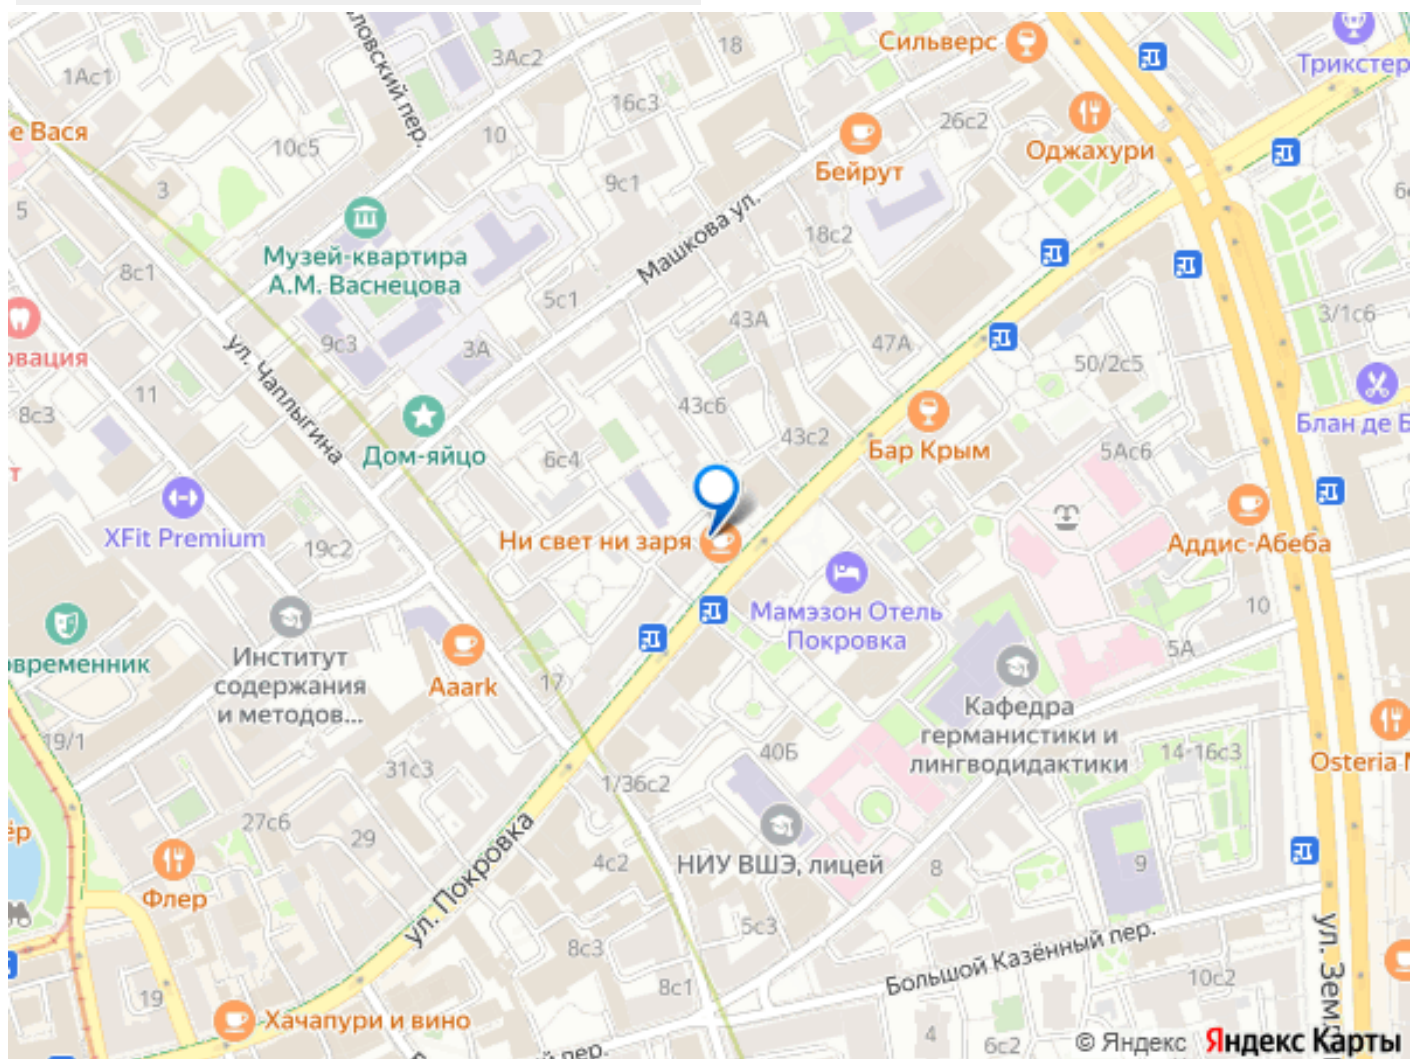 18
Сильверс
Трикстер
3Ас2
1Ас1
16с3
26с2
Оджахури
е Вася
10
10с5
Бейрут
9с1
3
5
Музей-квартира
А.М. Васнецова
Машкова ул.
18с2
8с1
5с1
43А
3/1с6
овация
9с3
3А
47А
50/2с5
ул. Чаплыгина
11
8с3
43с6
43с2
Бар Крым
5Ас6
Блан де Б
Дом-яйцо
6с4
т
XFit Premium
19с2
Ни свет ни заря
Аддис-Абеба
Мамэзон Отель
Покровка
10
5А
овременник
Институт
содержания
и методов...
Aaark
17
Кафедра
германистики и
лингводидактики
14-16с3
Osteria
19/1
31с3
40Б
1/36с2
27с6
29
ёр
Флер
ул. Покровка
4с2
НИУ ВШЭ, лицей
8
9
5с3
8с3
Большой Казённый пер.
10с2
ул. Зем
8с1
19
Хачапури и вино
4
6с2
пер.
© Яндекс Яндекс Карты